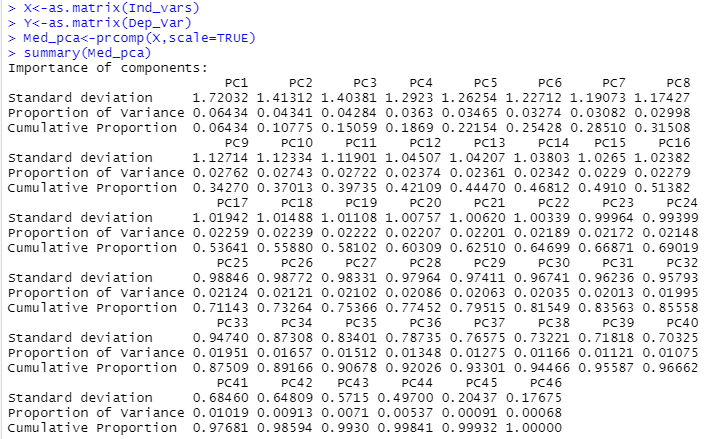 > X<-as.matrix(Ind_vars)
> Y<-as.matrix(Dep_Var)
> Med_pca<-prcomp(X,scale=TRUE)
> summary(Med_pca)
Importance of components:
PC1 PC2 PC3 PC4 PC5 PC6 PC7 PC8
Standard deviation 1.72032 1.41312 1.40381 1.2923 1.26254 1.22712 1.19073 1.17427
Proportion of Variance 0.06434 0.04341 0.04284 0.0363 0.03465 0.03274 0.03082 0.02998
Cumulative Proportion 0.06434 0.10775 0.15059 0.1869 0.22154 0.25428 0.28510 0.31508
PC9 PC10 PC11 PC12 PC13 PC14 PC15 PC16
Standard deviation 1.12714 1.12334 1.11901 1.04507 1.04207 1.03803 1.0265 1.02382
Proportion of Variance 0.02762 0.02743 0.02722 0.02374 0.02361 0.02342 0.0229 0.02279
Cumulative Proportion 0.34270 0.37013 0.39735 0.42109 0.44470 0.46812 0.4910 0.51382
PC17 PC18 PC19 PC20 PC21 PC22 PC23 PC24
Standard deviation 1.01942 1.01488 1.01108 1.00757 1.00620 1.00339 0.99964 0.99399
Proportion of Variance 0.02259 0.02239 0.02222 0.02207 0.02201 0.02189 0.02172 0.02148
Cumulative Proportion 0.53641 0.55880 0.58102 0.60309 0.62510 0.64699 0.66871 0.69019
PC25 PC26 PC27 PC28 PC29 PC30 PC31 PC32
Standard deviation 0.98846 0.98772 0.98331 0.97964 0.97411 0.96741 0.96236 0.95793
Proportion of Variance 0.02124 0.02121 0.02102 0.02086 0.02063 0.02035 0.02013 0.01995
Cumulative Proportion 0.71143 0.73264 0.75366 0.77452 0.79515 0.81549 0.83563 0.85558
PC33 PC34 PC35 PC36 PC37 PC38 PC39 PC40
Standard deviation 0.94740 0.87308 0.83401 0.78735 0.76575 0.73221 0.71818 0.70325
Proportion of Variance 0.01951 0.01657 0.01512 0.01348 0.01275 0.01166 0.01121 0.01075
Cumulative Proportion 0.87509 0.89166 0.90678 0.92026 0.93301 0.94466 0.95587 0.96662
PC41 PC42 PC43 PC44 PC45 PC46
Standard deviation 0.68460 0.64809 0.5715 0.49700 0.20437 0.17675
Proportion of Variance 0.01019 0.00913 0.0071 0.00537 0.00091 0.00068
Cumulative Proportion 0.97681 0.98594 0.9930 0.99841 0.99932 1.00000